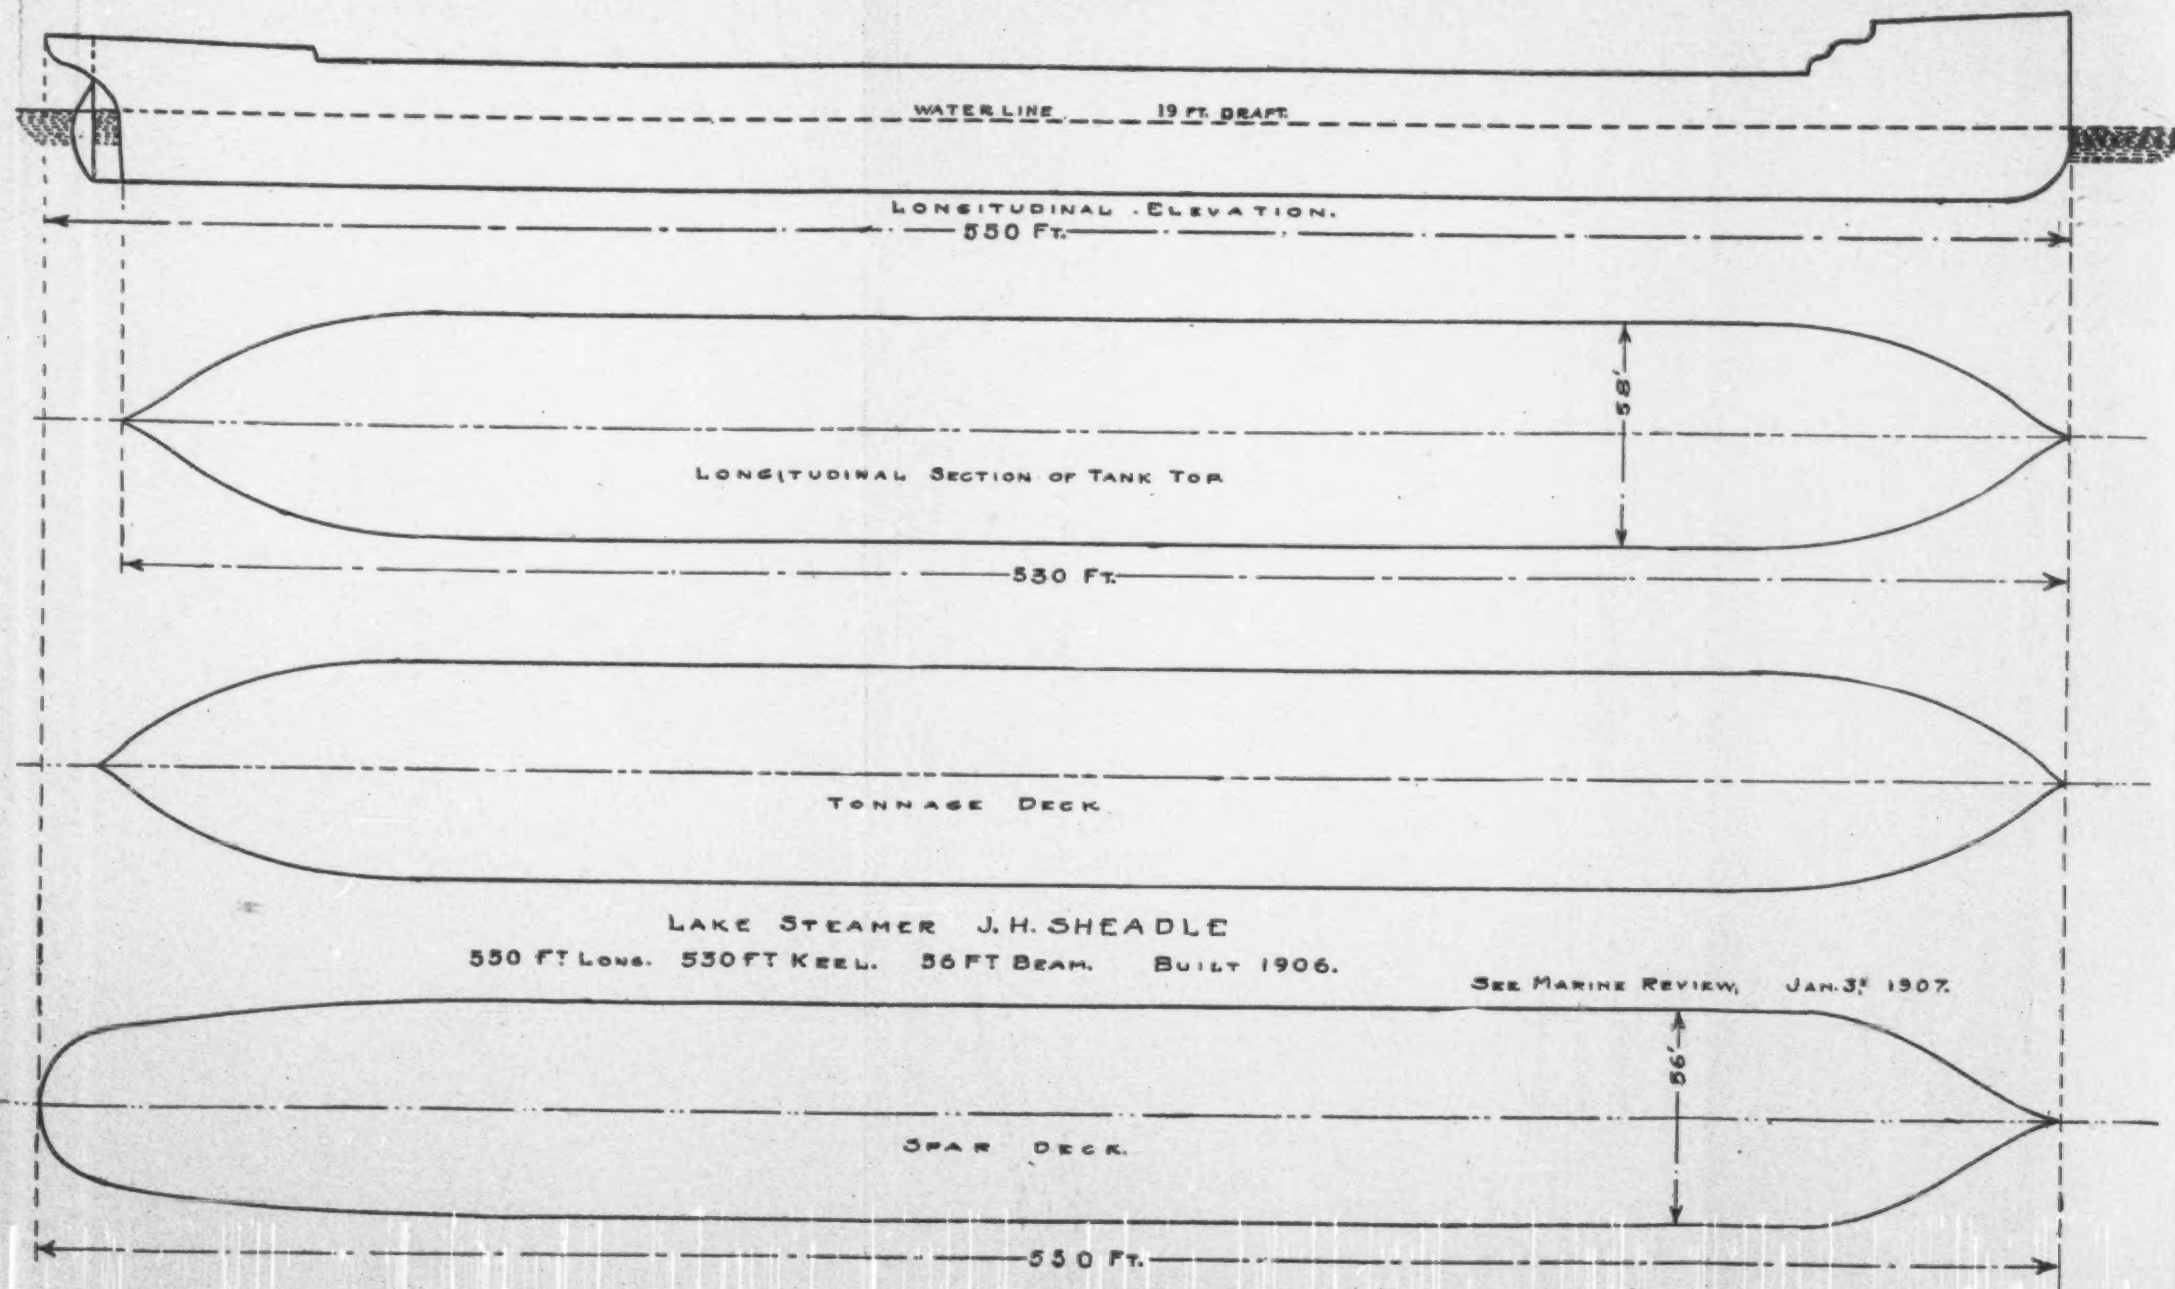 WATER LINE 19 FT. DRAFT.
LONGITUDINAL ELEVATION.
550 FT.
58'
LONGITUDINAL SECTION OF TANK TOP
530 FT.
TONNAGE DECK
LAKE STEAMER J. H. SHEADLE
550 FT LONG. 530 FT KEEL. 56 FT BEAM. BUILT 1906.
SEE MARINE REVIEW, JAN. 3, 1907.
56'
SPAR DECK.
550 FT.